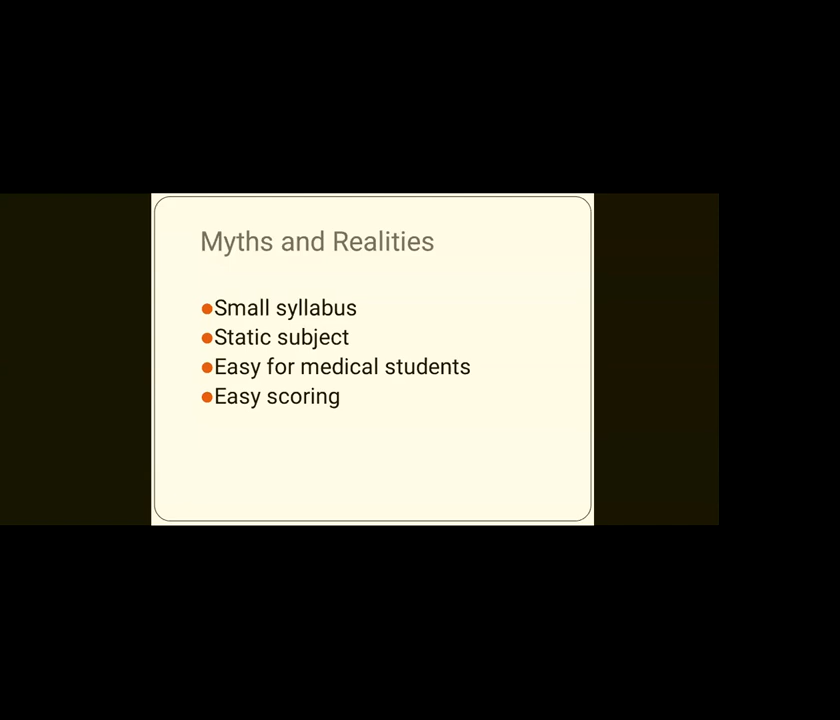 Myths and Realities
●Small syllabus
●Static subject
●Easy for medical students
●Easy scoring